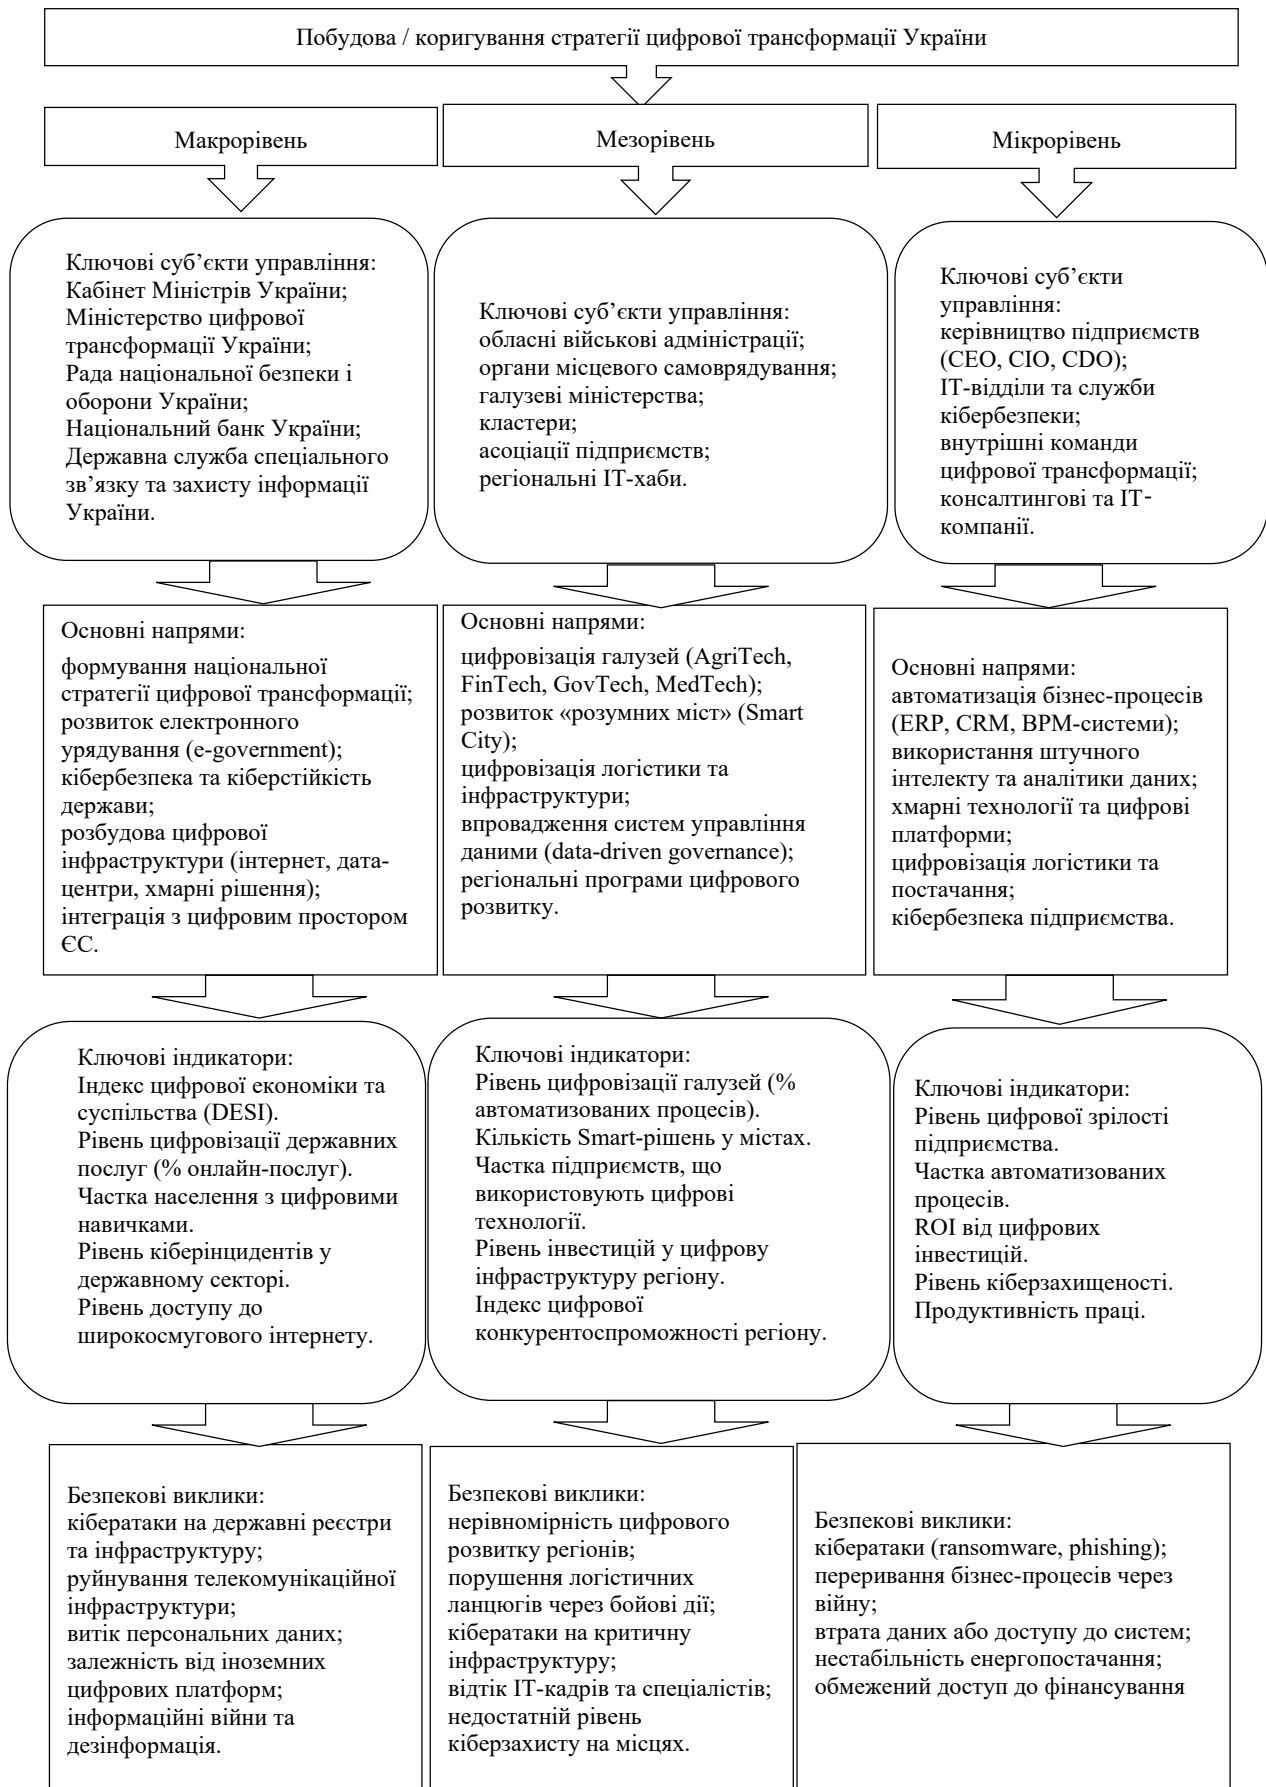 Побудова / коригування стратегії цифрової трансформації України
Макрорівень
Мезорівень
Мікрорівень
Ключові суб’єкти управління:
Кабінет Міністрів України;
Міністерство цифрової
трансформації України;
Рада національної безпеки і
оборони України;
Національний банк України;
Державна служба спеціального
зв’язку та захисту інформації
України.
Ключові суб’єкти управління:
обласні військові адміністрації;
органи місцевого самоврядування;
галузеві міністерства;
кластери;
асоціації підприємств;
регіональні ІТ-хаби.
Ключові суб’єкти
управління:
керівництво підприємств
(CEO, CIO, CDO);
ІТ-відділи та служби
кібербезпеки;
внутрішні команди
цифрової трансформації;
консалтингові та ІТ-
компанії.
Основні напрями:
формування національної
стратегії цифрової трансформації;
розвиток електронного
урядування (e-government);
кібербезпека та кіберстійкість
держави;
розбудова цифрової
інфраструктури (інтернет, дата-
центри, хмарні рішення);
інтеграція з цифровим простором
ЄС.
Основні напрями:
цифровізація галузей (AgriTech,
FinTech, GovTech, MedTech);
розвиток «розумних міст» (Smart
City);
цифровізація логістики та
інфраструктури;
впровадження систем управління
даними (data-driven governance);
регіональні програми цифрового
розвитку.
Основні напрями:
автоматизація бізнес-процесів
(ERP, CRM, BPM-системи);
використання штучного
інтелекту та аналітики даних;
хмарні технології та цифрові
платформи;
цифровізація логістики та
постачання;
кібербезпека підприємства.
Ключові індикатори:
Індекс цифрової економіки та
суспільства (DESI).
Рівень цифровізації державних
послуг (% онлайн-послуг).
Частка населення з цифровими
навичками.
Рівень кіберінцидентів у
державному секторі.
Рівень доступу до
широкосмугового інтернету.
Ключові індикатори:
Рівень цифровізації галузей (%
автоматизованих процесів).
Кількість Smart-рішень у містах.
Частка підприємств, що
використовують цифрові
технології.
Рівень інвестицій у цифрову
інфраструктуру регіону.
Індекс цифрової
конкурентоспроможності регіону.
Ключові індикатори:
Рівень цифрової зрілості
підприємства.
Частка автоматизованих
процесів.
ROI від цифрових
інвестицій.
Рівень кіберзахищеності.
Продуктивність праці.
Безпекові виклики:
кібератаки на державні реєстри
та інфраструктуру;
руйнування телекомунікаційної
інфраструктури;
витік персональних даних;
залежність від іноземних
цифрових платформ;
інформаційні війни та
дезінформація.
Безпекові виклики:
нерівномірність цифрового
розвитку регіонів;
порушення логістичних
ланцюгів через бойові дії;
кібератаки на критичну
інфраструктуру;
відтік ІТ-кадрів та спеціалістів;
недостатній рівень
кіберзахисту на місцях.
Безпекові виклики:
кібератаки (ransomware, phishing);
переривання бізнес-процесів через
війну;
втрата даних або доступу до систем;
нестабільність енергопостачання;
обмежений доступ до фінансування